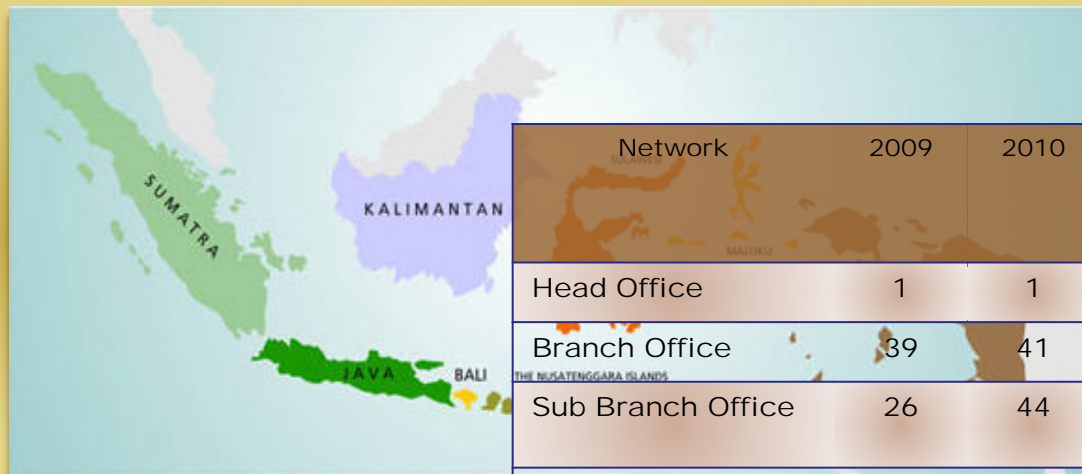 SUMATRA
KALIMANTAN
SULAWESI
MALUKU
JAVA
BALI
THE NUSATENGGARA ISLANDS
Network 2009 2010
Head Office 1 1
Branch Office 39 41
Sub Branch Office 26 44